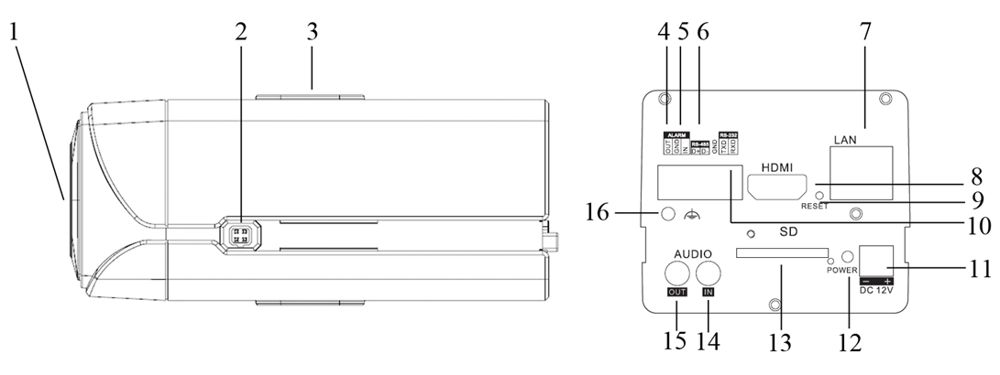 1 2 3 4 5 6 7
ALARM RS-232
OUT GND IN RS-485 D+ D- GND TXD RXD
LAN
HDMI
8
RESET 9
16 10
SD
AUDIO
POWER 11
OUT IN − + DC 12V
15 14 13 12